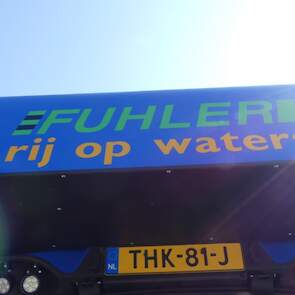 FUHLER
rij op water
NL
THK-81-J